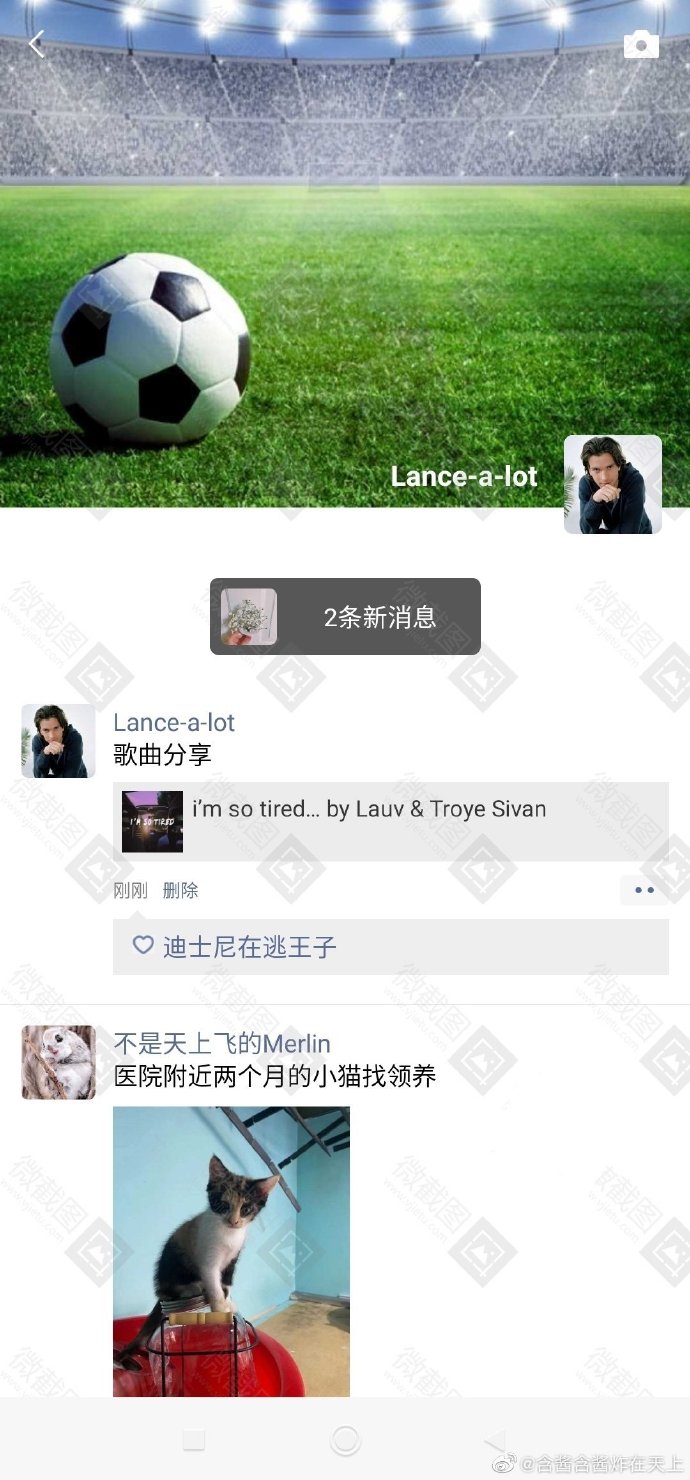 Lance-a-lot
2条新消息
Lance-a-lot
歌曲分享
I'M SO TIRED
i’m so tired… by Lauv & Troye Sivan
刚刚 删除
迪士尼在逃王子
不是天上飞的Merlin
医院附近两个月的小猫找领养
微截图
@含酱含酱炸在天上